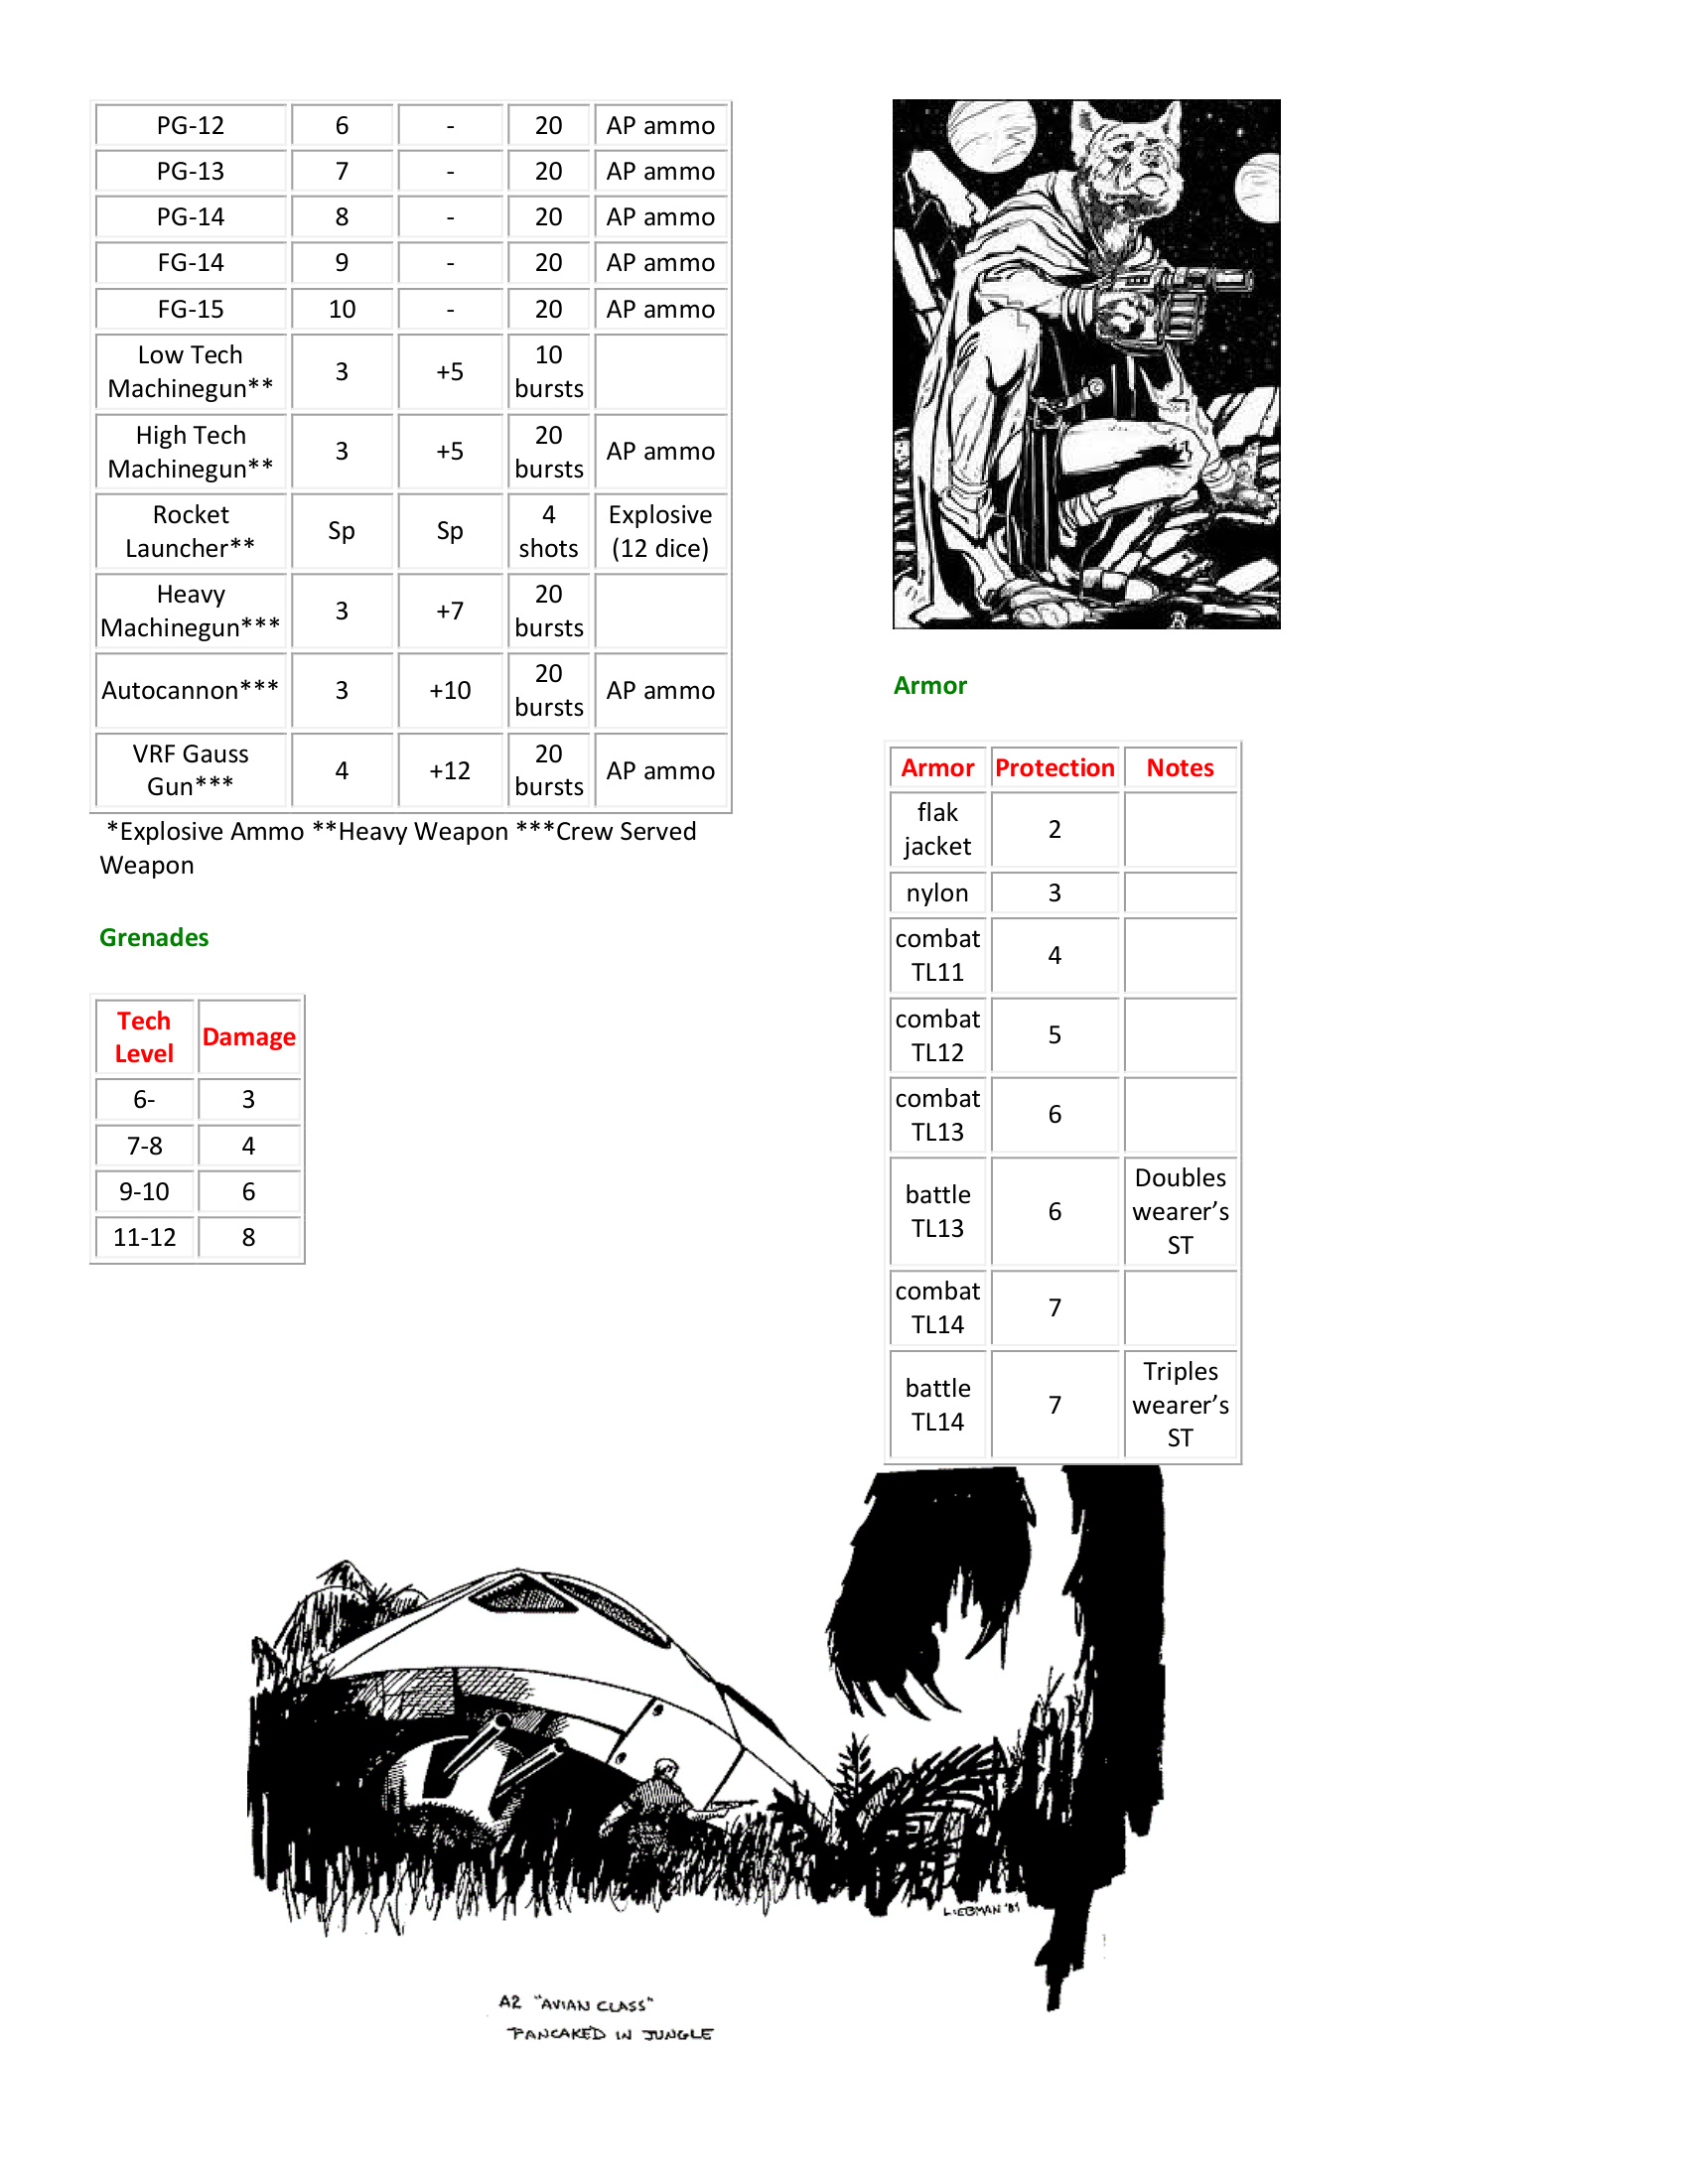 PG-12 6 - 20 AP ammo
PG-13 7 - 20 AP ammo
PG-14 8 - 20 AP ammo
FG-14 9 - 20 AP ammo
FG-15 10 - 20 AP ammo
Low Tech Machinegun** 3 +5 10 bursts
High Tech Machinegun** 3 +5 20 bursts AP ammo
Rocket Launcher** Sp Sp 4 shots Explosive (12 dice)
Heavy Machinegun*** 3 +7 20 bursts
Autocannon*** 3 +10 20 bursts AP ammo
VRF Gauss Gun*** 4 +12 20 bursts AP ammo
*Explosive Ammo **Heavy Weapon ***Crew Served
Weapon
Grenades
Tech Level Damage
6- 3
7-8 4
9-10 6
11-12 8
Armor
Armor Protection Notes
flak jacket 2
nylon 3
combat TL11 4
combat TL12 5
combat TL13 6
battle TL13 6 Doubles wearer’s ST
combat TL14 7
battle TL14 7 Triples wearer’s ST
LIEBMAN '81
A2 "AVIAN CLASS"
PANCAKED IN JUNGLE